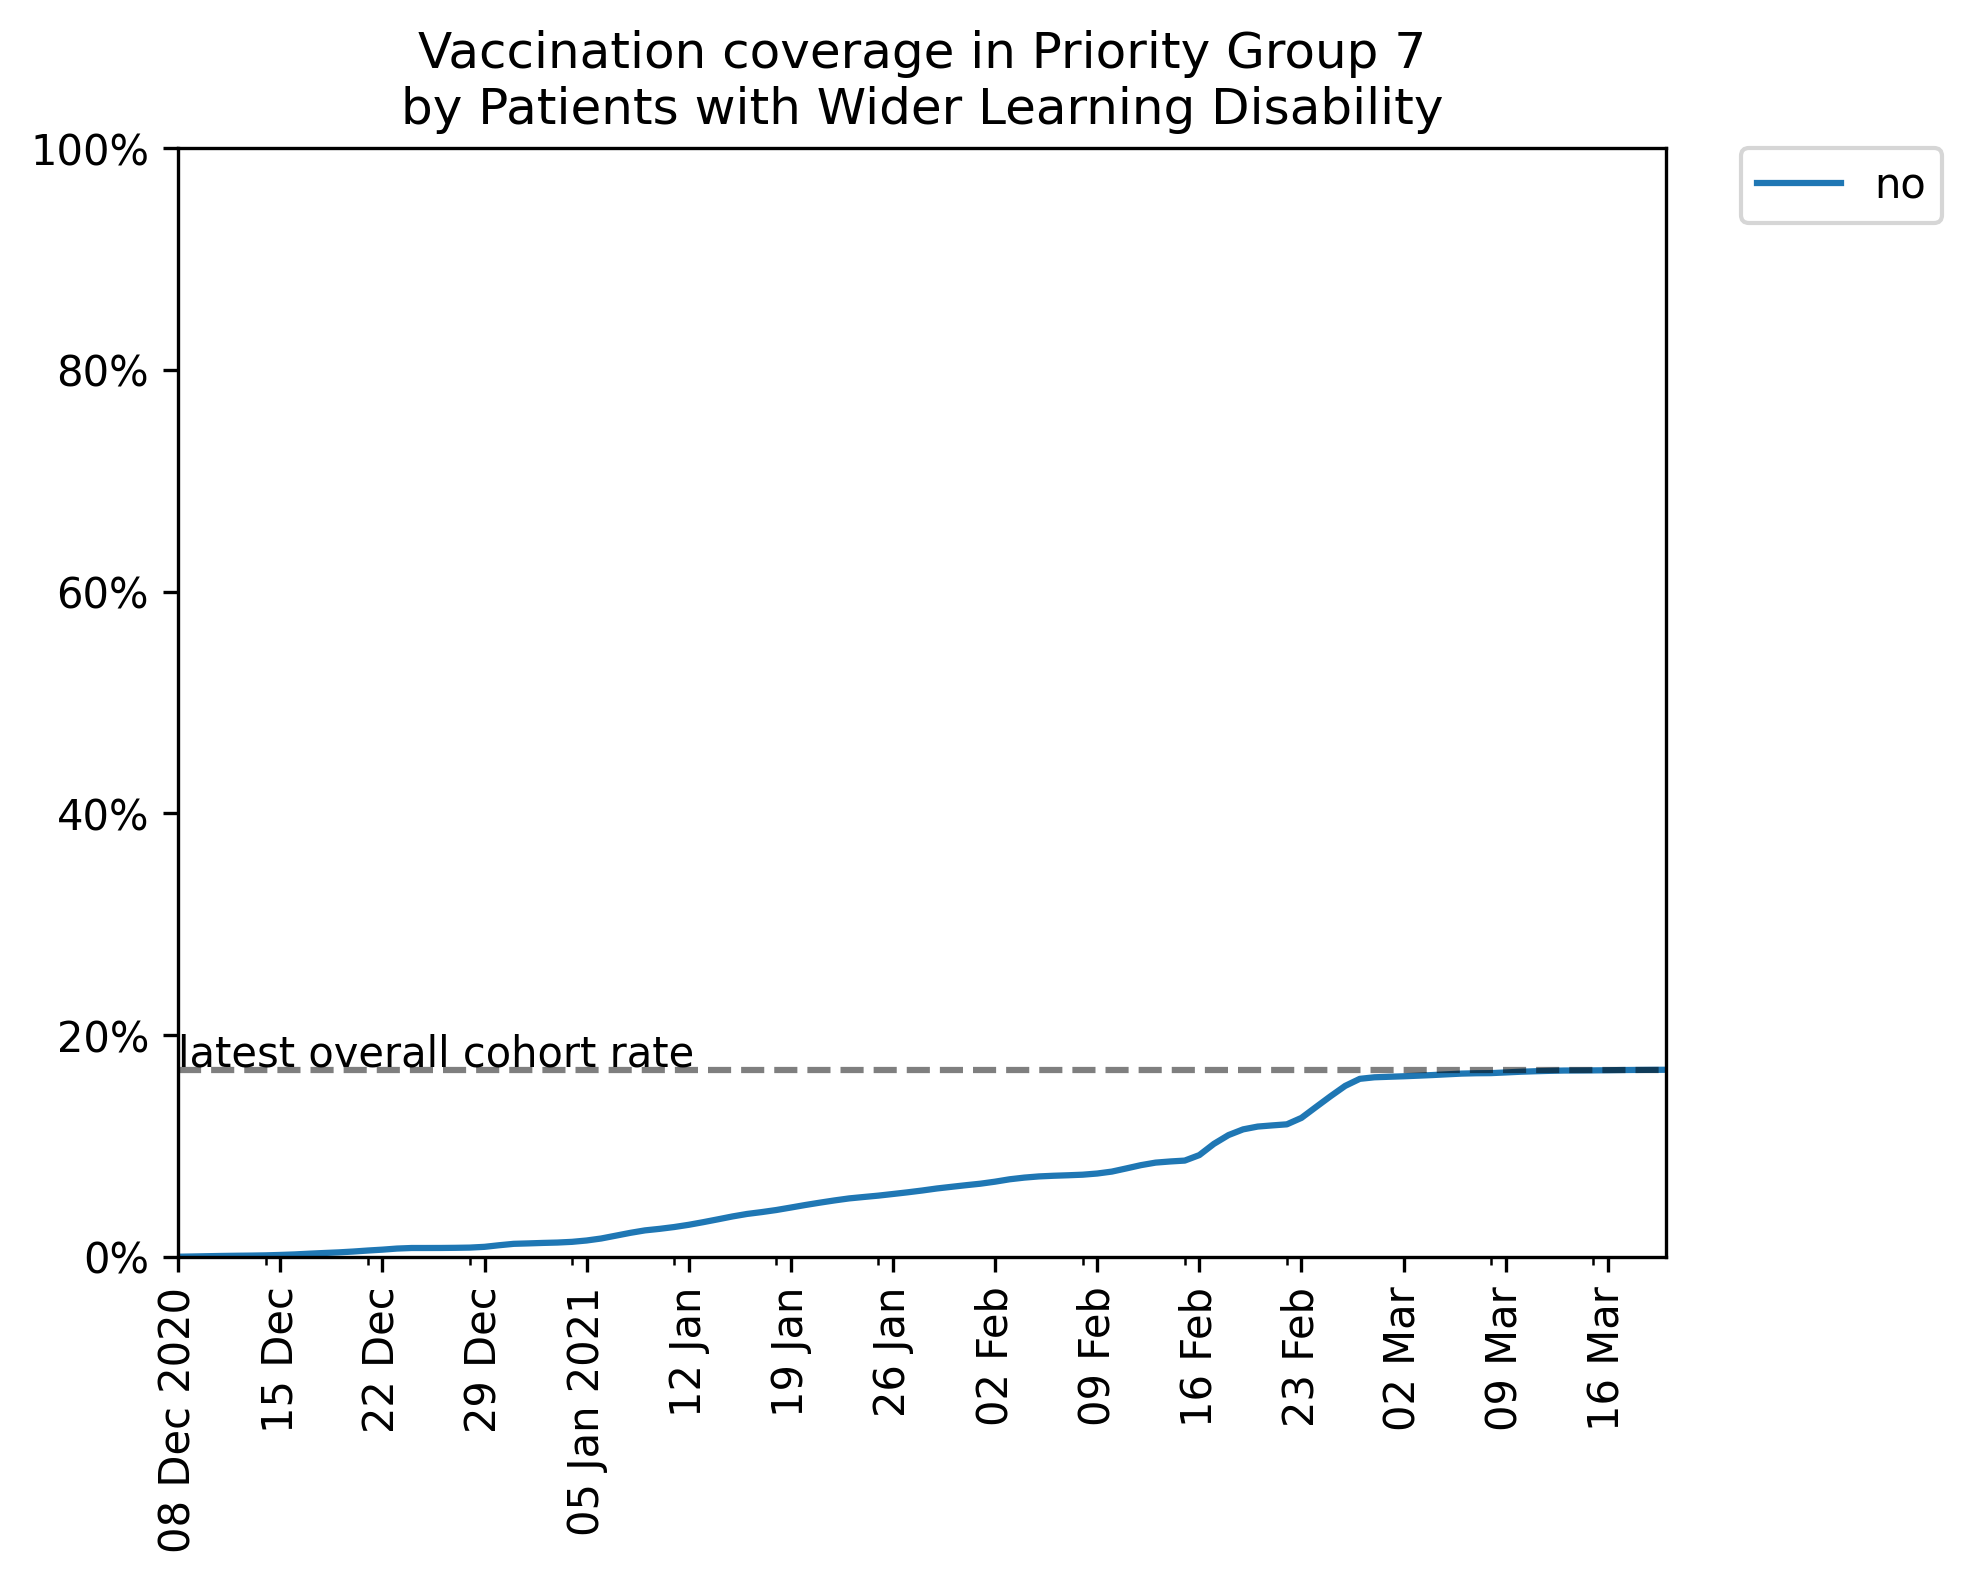 Vaccination coverage in Priority Group 7
by Patients with Wider Learning Disability
100%
80%
60%
40%
20%
0%
no
latest overall cohort rate
08 Dec 2020
15 Dec
22 Dec
29 Dec
05 Jan 2021
12 Jan
19 Jan
26 Jan
02 Feb
09 Feb
16 Feb
23 Feb
02 Mar
09 Mar
16 Mar